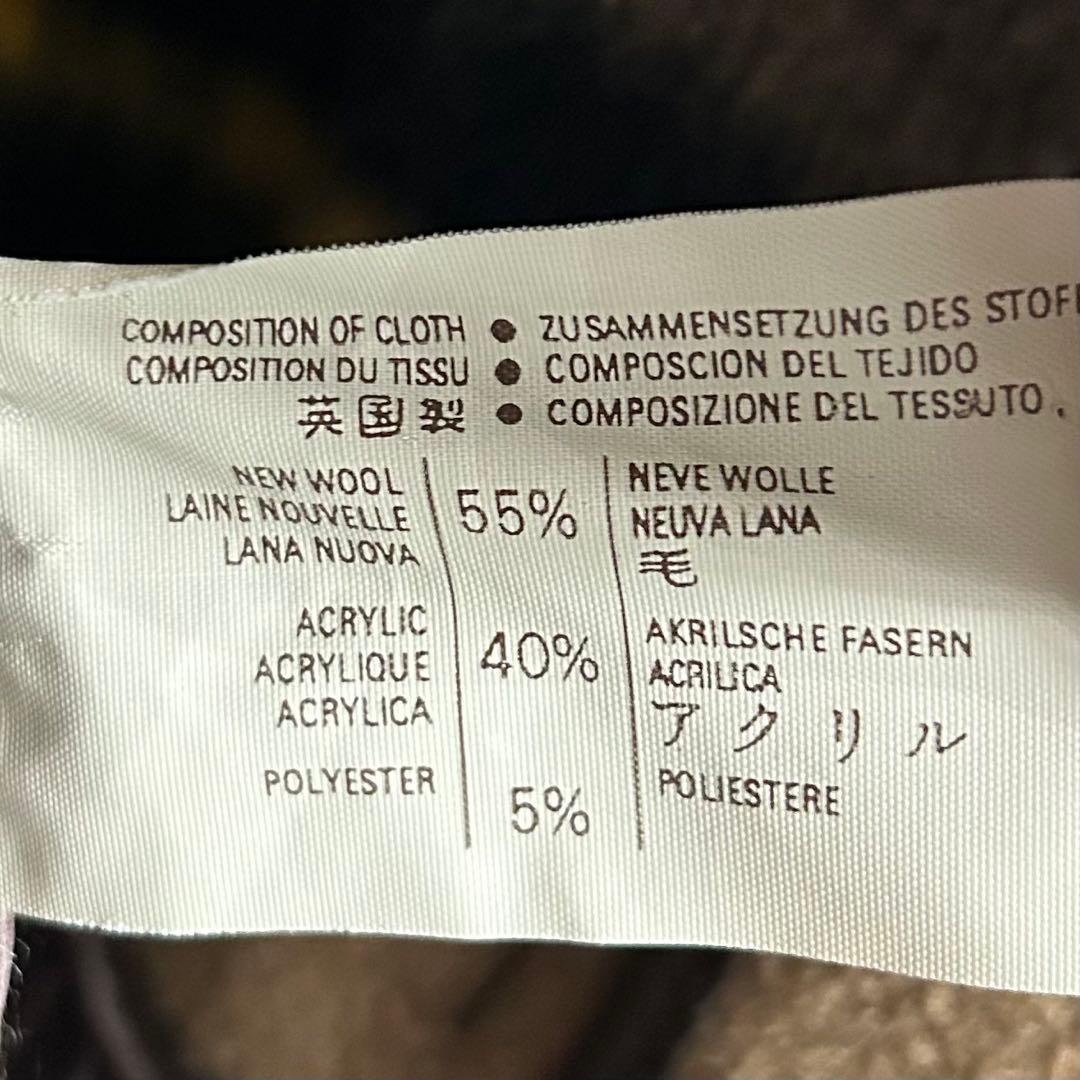 COMPOSITION OF CLOTH ● ZUSAMMENSETZUNG DES
COMPOSITION DU TISSU ● COMPOSCION DEL TEJIDO
英国製 ● COMPOSIZIONE DEL TESSUTO.
NEW WOOL
LAINE NOUVELLE
LANA NUOVA
55%
NEVE WOLLE
NEUVA LANA
毛
ACRYLIC
ACRYLIQUE
ACRYLICA
40%
AKRILSCHE FASERN
ACRILICA
アクリル
POLYESTER
5%
POLIESTERE